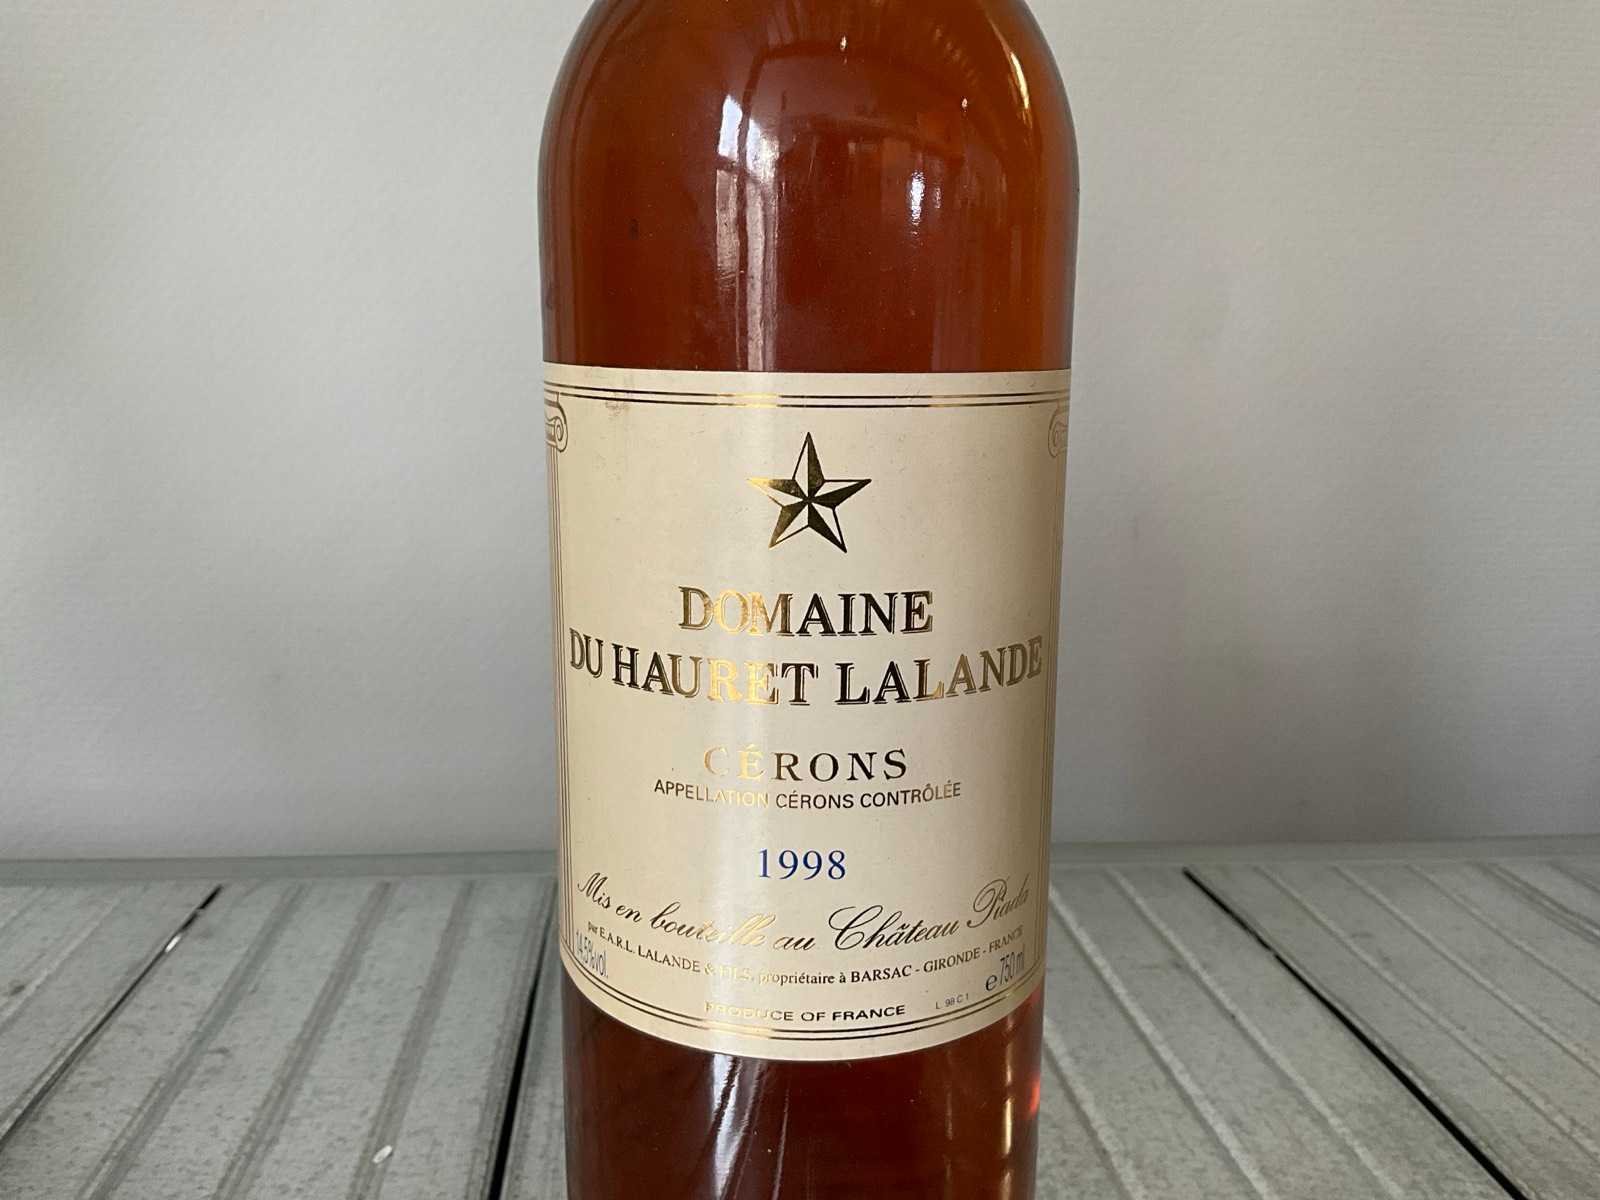 DOMAINE
DU HAURET LALANDE
CÉRONS
APPELLATION CÉRONS CONTRÔLÉE
1998
Mis en bouteille au Château Piada
par E.A.R.L. LALANDE & FILS, propriétaire à BARSAC - GIRONDE - FRANCE
14,5%vol.
e 750 ml
PRODUCE OF FRANCE
L 98 C 1